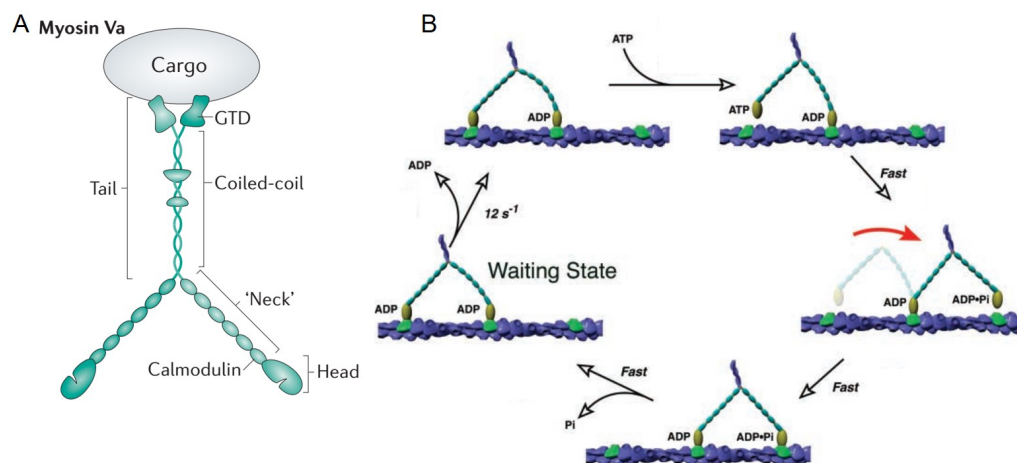 A Myosin Va
Cargo
GTD
Tail
Coiled-coil
'Neck'
Calmodulin
Head
B
ATP
ADP
ATP
ADP
Fast
ADP
ADP•Pi
Fast
ADP
ADP•Pi
Fast
Pi
Waiting State
ADP
ADP
12 s⁻¹
ADP